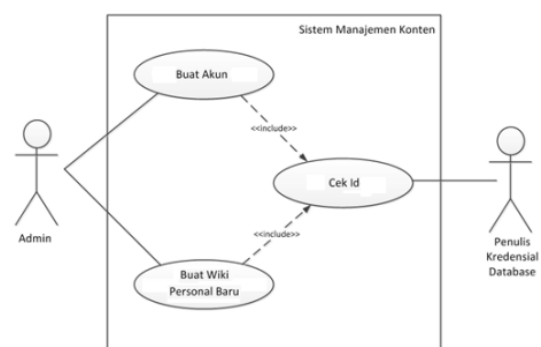 Sistem Manajemen Konten
Buat Akun
<<include>>
Cek Id
Admin
<<include>>
Penulis
Kredensial
Database
Buat Wiki
Personal Baru